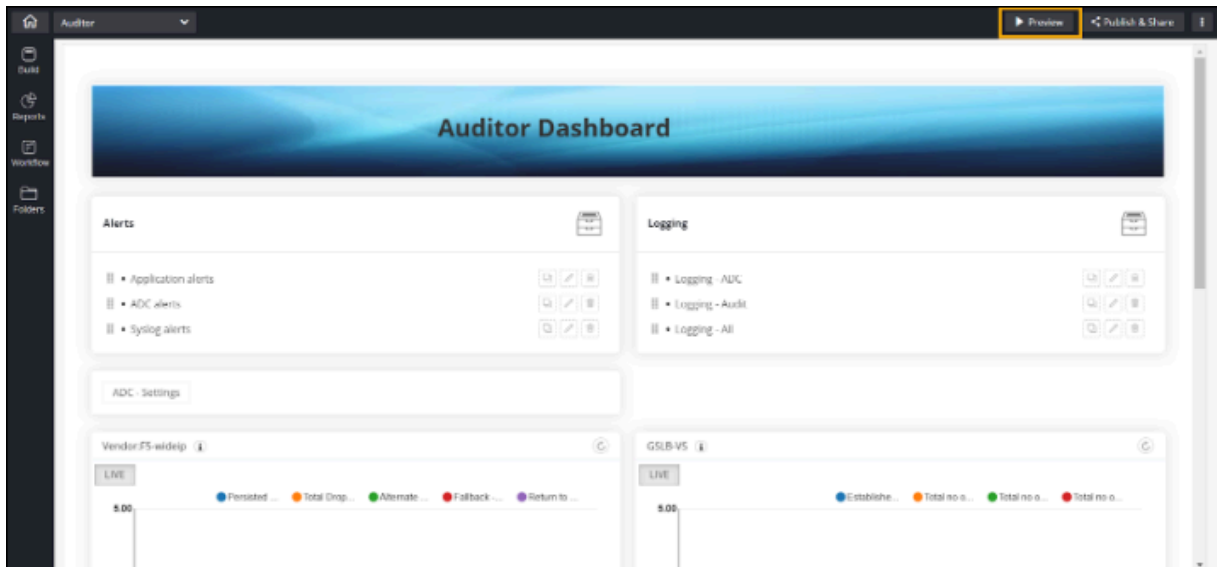 Auditor
Preview
Publish & Share
Build
Reports
Workflow
Folders
Auditor Dashboard
Alerts
• Application alerts
• ADC alerts
• Syslog alerts
Logging
• Logging - ADC
• Logging - Audit
• Logging - All
ADC - Settings
Vendor:F5-wideip
LIVE
Persisted ... Total Drop... Alternate ... Fallback -... Return to ...
5.00
GSLB-VS
LIVE
Establishe... Total no o... Total no o... Total no o...
5.00